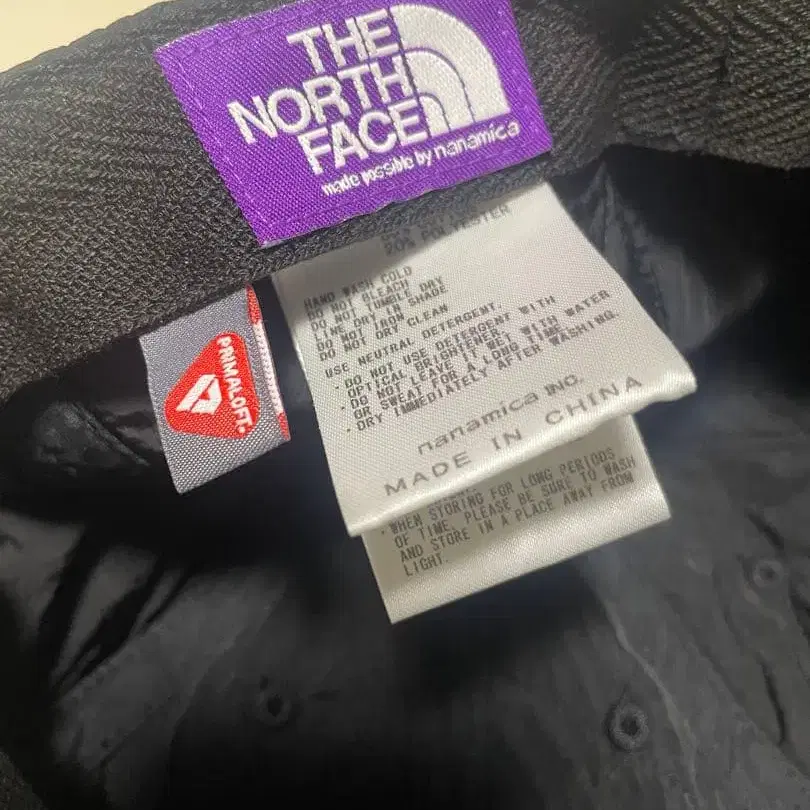 THE
NORTH
FACE
made possible by nanamica
PRIMALOFT®
POLYESTER
HAND WASH COLD
DO NOT BLEACH
DO NOT TUMBLE DRY
LINE DRY IN SHADE
DO NOT IRON
DO NOT DRY CLEAN
USE NEUTRAL DETERGENT.
・DO NOT USE DETERGENT WITH
OPTICAL BRIGHTENER.
・DO NOT LEAVE IT WET WITH WATER
OR SWEAT FOR A LONG TIME.
・DRY IMMEDIATELY AFTER WASHING.
nanamica INC.
MADE IN CHINA
・WHEN STORING FOR LONG PERIODS
OF TIME, PLEASE BE SURE TO WASH
AND STORE IN A PLACE AWAY FROM
LIGHT.